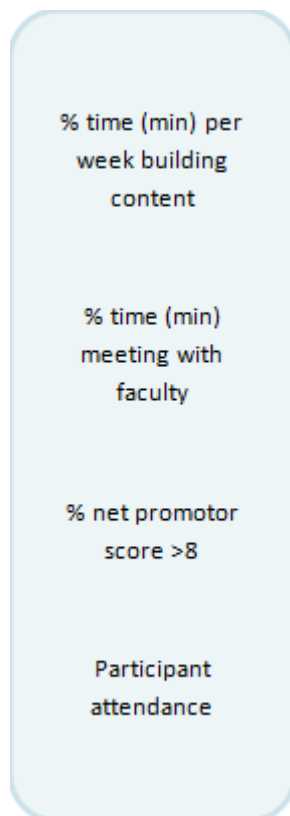 % time (min) per
week building
content
% time (min)
meeting with
faculty
% net promotor
score >8
Participant
attendance